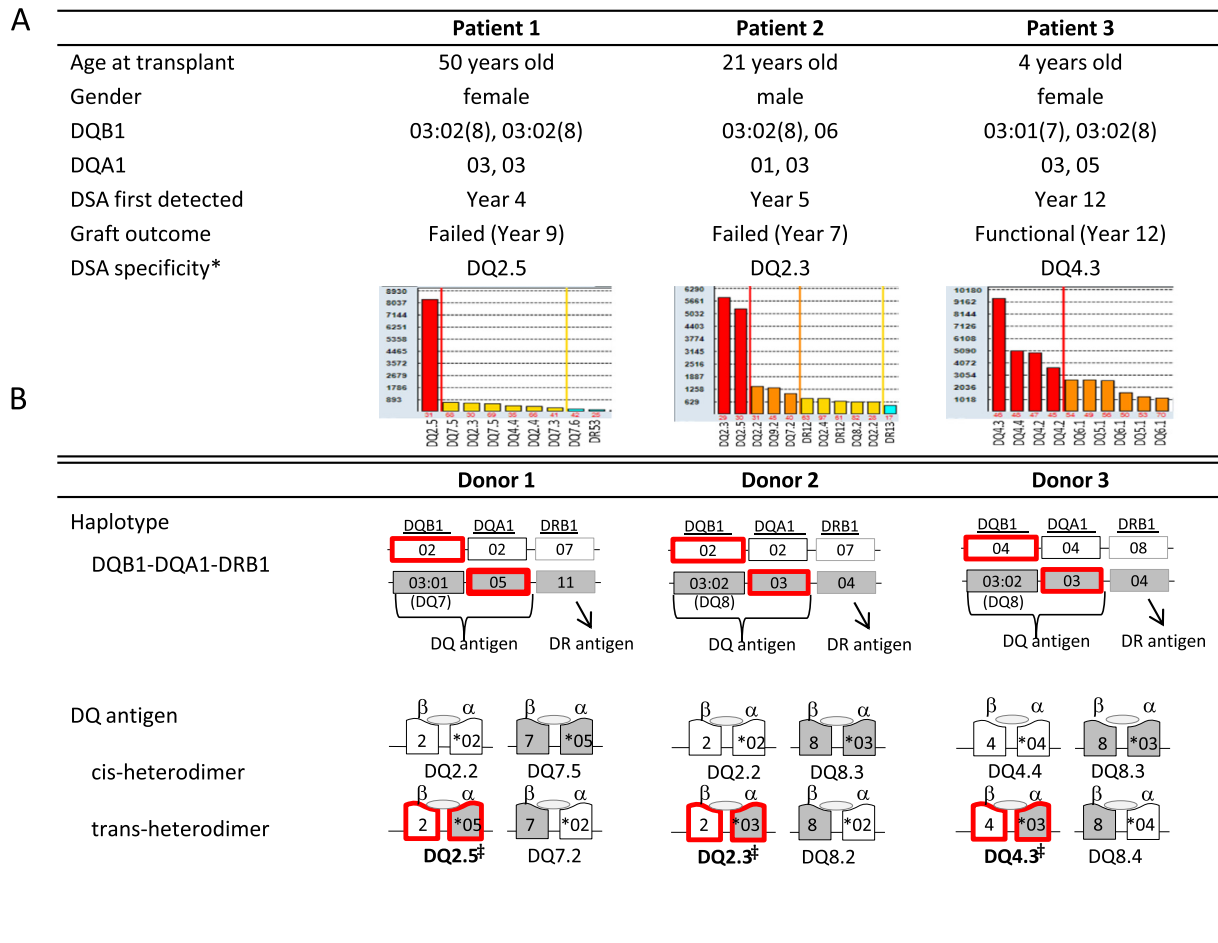 A
Patient 1 Patient 2 Patient 3
Age at transplant 50 years old 21 years old 4 years old
Gender female male female
DQB1 03:02(8), 03:02(8) 03:02(8), 06 03:01(7), 03:02(8)
DQA1 03, 03 01, 03 03, 05
DSA first detected Year 4 Year 5 Year 12
Graft outcome Failed (Year 9) Failed (Year 7) Functional (Year 12)
DSA specificity* DQ2.5 DQ2.3 DQ4.3
8930 6290 10180
8037 5661 9162
7144 5032 8144
6251 4403 7126
5358 3774 6108
4465 3145 5090
3572 2516 4072
2679 1887 3054
1786 1258 2036
893 629 1018
DQ2.5 DQ7.5 DQ2.3 DQ7.5 DQ4.4 DQ2.4 DQ7.3 DQ7.6 DR53
DQ2.3 DQ2.5 DQ2.2 DQ9.2 DQ7.2 DR12 DQ2.4 DR12 DQ8.2 DQ2.2 DR13
DQ4.3 DQ4.4 DQ4.2 DQ4.2 DQ6.1 DQ5.1 DQ6.1 DQ6.1 DQ5.1 DQ6.1
B
Donor 1 Donor 2 Donor 3
Haplotype
DQB1-DQA1-DRB1
DQB1 DQA1 DRB1 DQB1 DQA1 DRB1 DQB1 DQA1 DRB1
02 02 07 02 02 07 04 04 08
03:01 05 11 03:02 03 04 03:02 03 04
(DQ7) (DQ8) (DQ8)
DQ antigen DR antigen DQ antigen DR antigen DQ antigen DR antigen
DQ antigen
β α β α β α β α β α β α
2 *02 7 *05 2 *02 8 *03 4 *04 8 *03
cis-heterodimer DQ2.2 DQ7.5 DQ2.2 DQ8.3 DQ4.4 DQ8.3
β α β α β α β α β α β α
trans-heterodimer 2 *05 7 *02 2 *03 8 *02 4 *03 8 *04
DQ2.5‡ DQ7.2 DQ2.3‡ DQ8.2 DQ4.3‡ DQ8.4